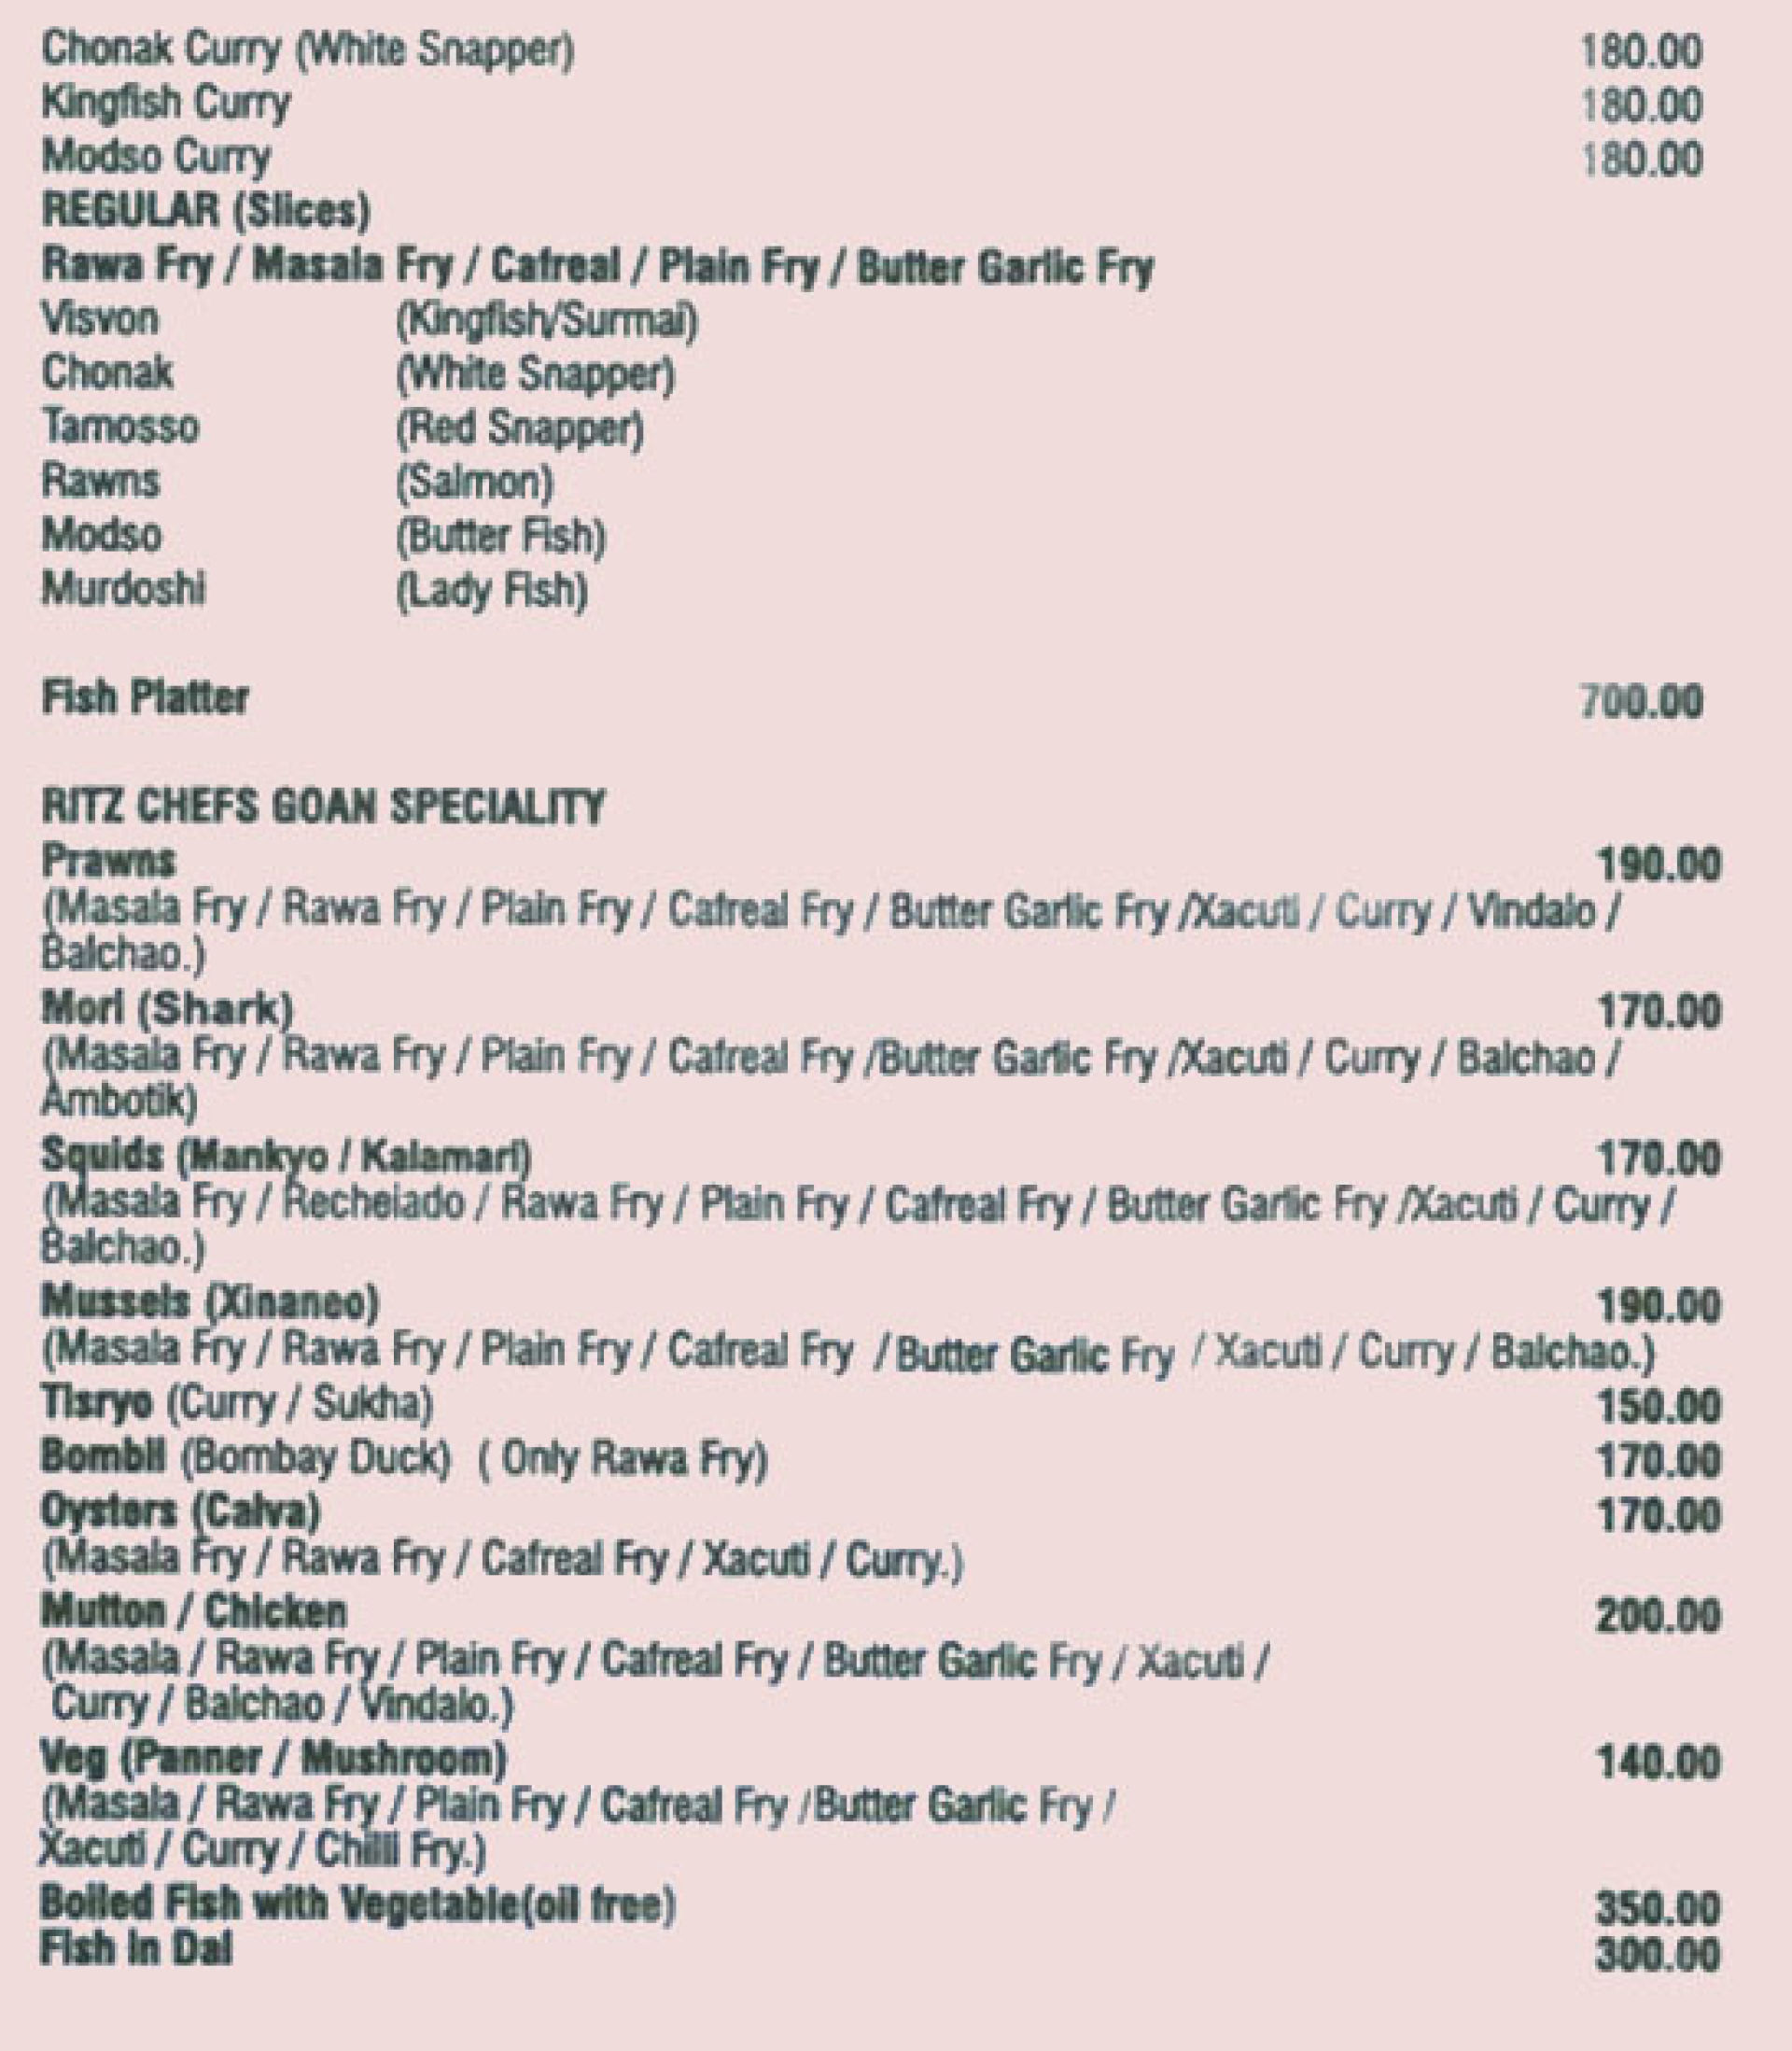 Chonak Curry (White Snapper) 180.00
Kingfish Curry 180.00
Modso Curry 180.00
REGULAR (Slices)
Rawa Fry / Masala Fry / Cafreal / Plain Fry / Butter Garlic Fry
Visvon (Kingfish/Surmai)
Chonak (White Snapper)
Tamosso (Red Snapper)
Rawns (Salmon)
Modso (Butter Fish)
Murdoshi (Lady Fish)
Fish Platter 700.00
RITZ CHEFS GOAN SPECIALITY
Prawns 190.00
(Masala Fry / Rawa Fry / Plain Fry / Cafreal Fry / Butter Garlic Fry /Xacuti / Curry / Vindalo /
Balchao.)
Mori (Shark) 170.00
(Masala Fry / Rawa Fry / Plain Fry / Cafreal Fry /Butter Garlic Fry /Xacuti / Curry / Balchao /
Ambotik)
Squids (Mankyo / Kalamari) 170.00
(Masala Fry / Recheiado / Rawa Fry / Plain Fry / Cafreal Fry / Butter Garlic Fry /Xacuti / Curry /
Balchao.)
Mussels (Xinaneo) 190.00
(Masala Fry / Rawa Fry / Plain Fry / Cafreal Fry / Butter Garlic Fry / Xacuti / Curry / Balchao.)
Tisryo (Curry / Sukha) 150.00
Bombil (Bombay Duck) ( Only Rawa Fry) 170.00
Oysters (Calva) 170.00
(Masala Fry / Rawa Fry / Cafreal Fry / Xacuti / Curry.)
Mutton / Chicken 200.00
(Masala / Rawa Fry / Plain Fry / Cafreal Fry / Butter Garlic Fry / Xacuti /
Curry / Balchao / Vindalo.)
Veg (Panner / Mushroom) 140.00
(Masala / Rawa Fry / Plain Fry / Cafreal Fry /Butter Garlic Fry /
Xacuti / Curry / Chilli Fry.)
Boiled Fish with Vegetable(oil free) 350.00
Fish in Dal 300.00